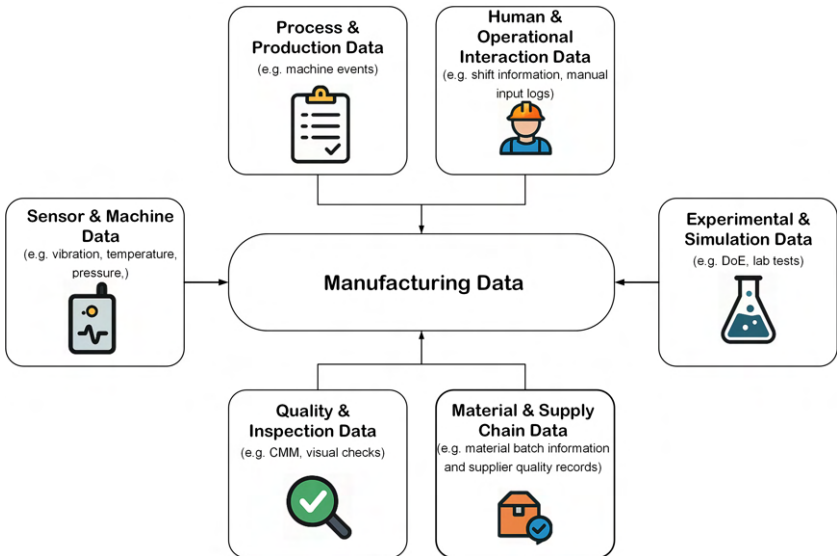 Process &
Production Data
(e.g. machine events)
Human &
Operational
Interaction Data
(e.g. shift information, manual
input logs)
Sensor & Machine
Data
(e.g. vibration, temperature,
pressure,)
Manufacturing Data
Experimental &
Simulation Data
(e.g. DoE, lab tests)
Quality &
Inspection Data
(e.g. CMM, visual checks)
Material & Supply
Chain Data
(e.g. material batch information
and supplier quality records)